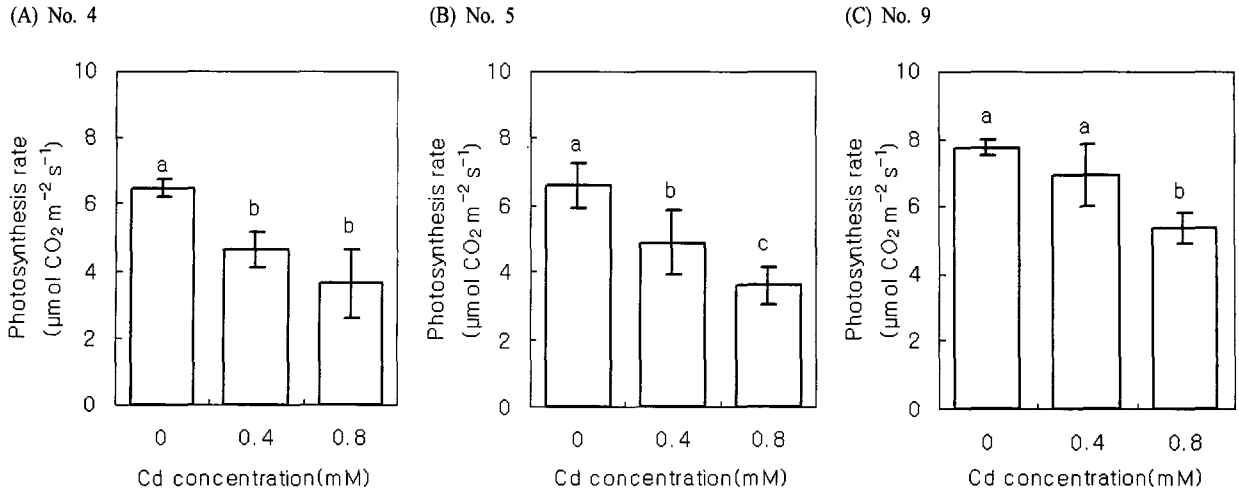 (A) No. 4
10
8
6
4
2
0
Photosynthesis rate
(μmol CO₂ m⁻² s⁻¹)
a
b
b
0 0.4 0.8
Cd concentration(mM)
(B) No. 5
10
8
6
4
2
0
Photosynthesis rate
(μmol CO₂ m⁻² s⁻¹)
a
b
c
0 0.4 0.8
Cd concentration(mM)
(C) No. 9
10
8
6
4
2
0
Photosynthesis rate
(μmol CO₂ m⁻² s⁻¹)
a
a
b
0 0.4 0.8
Cd concentration(mM)